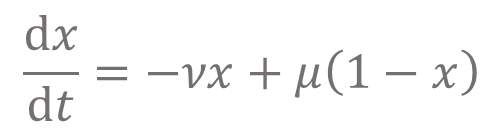 dx/dt = −νx + μ(1 − x)